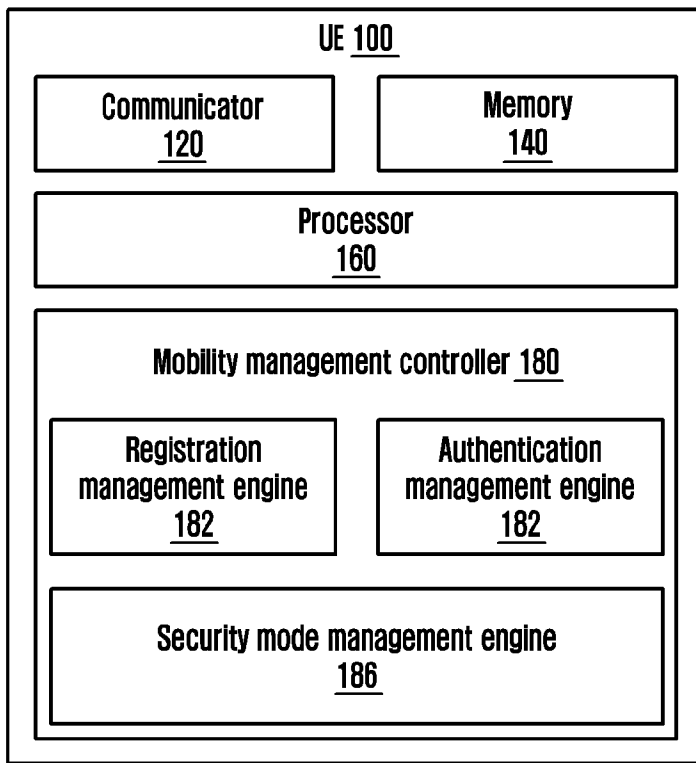 UE 100
Communicator
120
Memory
140
Processor
160
Mobility management controller 180
Registration
management engine
182
Authentication
management engine
182
Security mode management engine
186